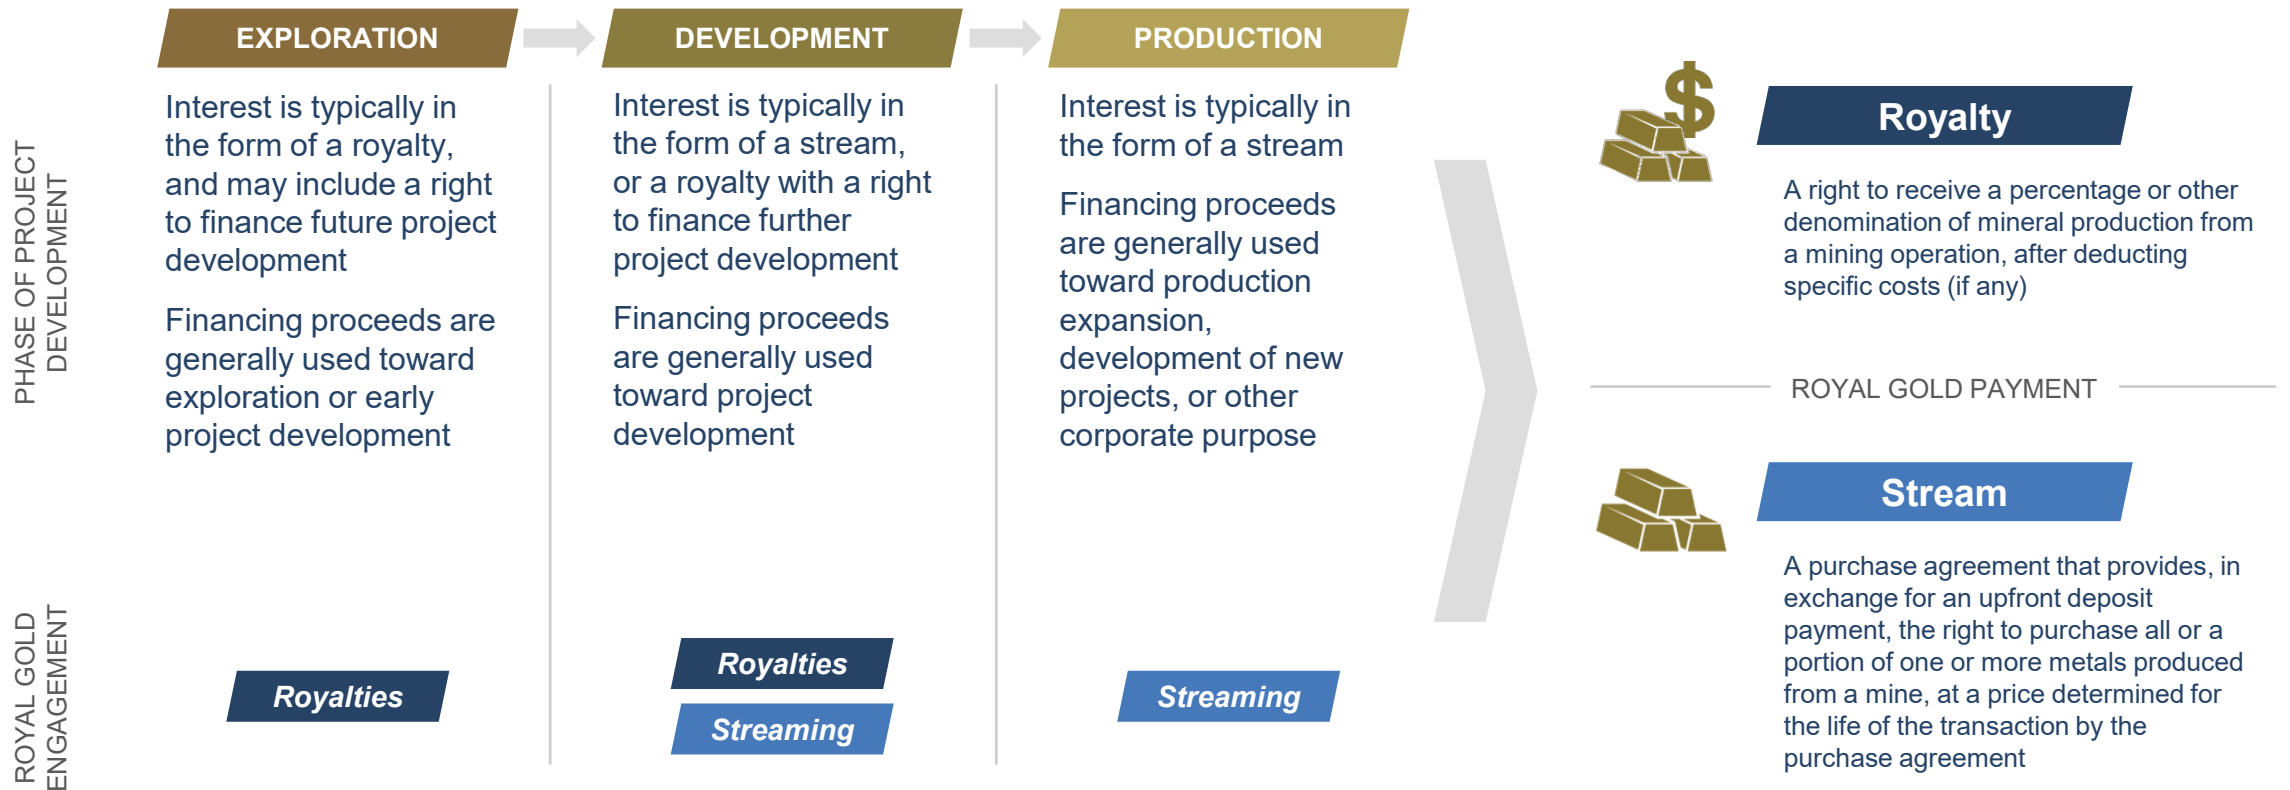 PHASE OF PROJECT
DEVELOPMENT
EXPLORATION
Interest is typically in
the form of a royalty,
and may include a right
to finance future project
development
Financing proceeds are
generally used toward
exploration or early
project development
DEVELOPMENT
Interest is typically in
the form of a stream,
or a royalty with a right
to finance further
project development
Financing proceeds
are generally used
toward project
development
PRODUCTION
Interest is typically in
the form of a stream
Financing proceeds
are generally used
toward production
expansion,
development of new
projects, or other
corporate purpose
ROYAL GOLD
ENGAGEMENT
Royalties
Royalties
Streaming
Streaming
$
Royalty
A right to receive a percentage or other
denomination of mineral production from
a mining operation, after deducting
specific costs (if any)
ROYAL GOLD PAYMENT
Stream
A purchase agreement that provides, in
exchange for an upfront deposit
payment, the right to purchase all or a
portion of one or more metals produced
from a mine, at a price determined for
the life of the transaction by the
purchase agreement